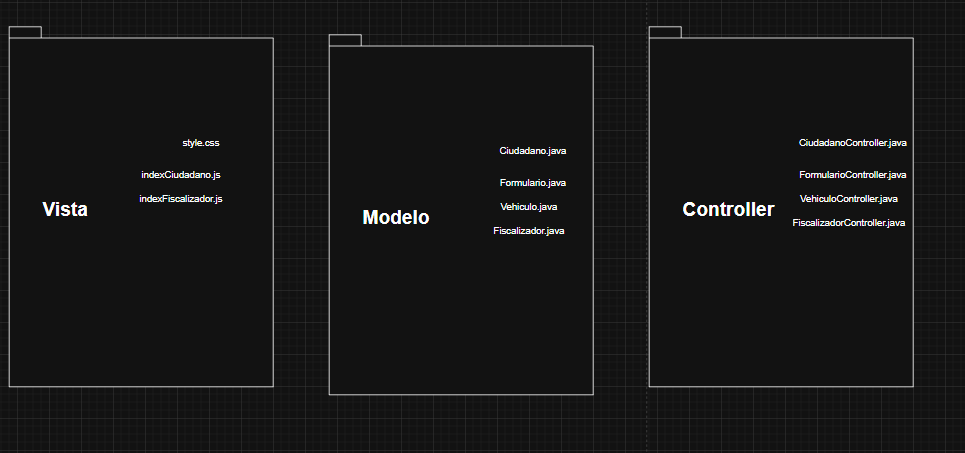 Vista
style.css
indexCiudadano.js
indexFiscalizador.js
Modelo
Ciudadano.java
Formulario.java
Vehiculo.java
Fiscalizador.java
Controller
CiudadanoController.java
FormularioController.java
VehiculoController.java
FiscalizadorController.java